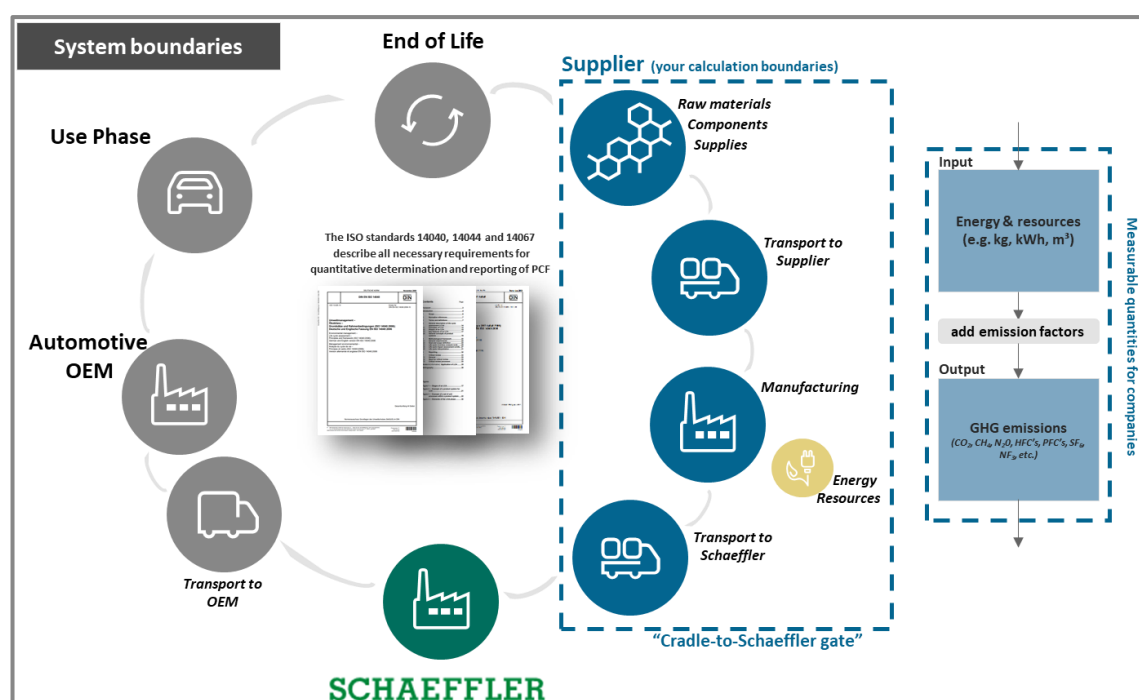 System boundaries
End of Life
Supplier (your calculation boundaries)
Raw materials
Components
Supplies
Use Phase
Input
Energy & resources
(e.g. kg, kWh, m³)
The ISO standards 14040, 14044 and 14067
describe all necessary requirements for
quantitative determination and reporting of PCF
Transport to
Supplier
add emission factors
Automotive
OEM
Manufacturing
Output
GHG emissions
(CO₂, CH₄, N₂0, HFC's, PFC's, SF₆,
NF₃, etc.)
Measurable quantities for companies
Energy
Resources
Transport to
Schaeffler
Transport to
OEM
"Cradle-to-Schaeffler gate"
SCHAEFFLER